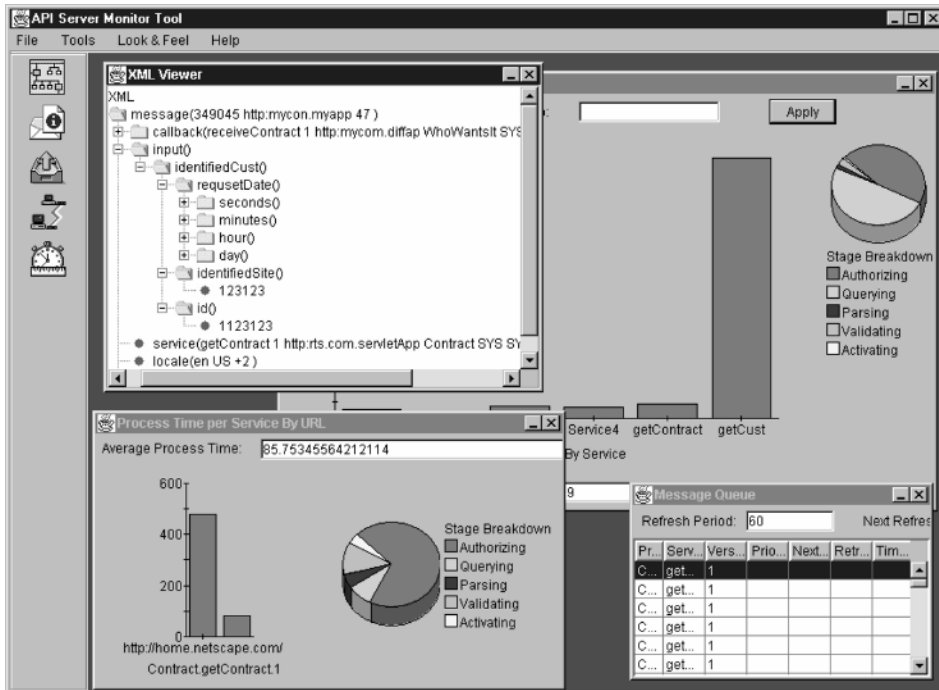 API Server Monitor Tool
File Tools Look & Feel Help
XML Viewer
XML
message(349045 http:mycon.myapp 47 )
callback(receiveContract 1 http:mycom.diffap WhoWantsIt SYS
input()
identifiedCust()
requsetDate()
seconds()
minutes()
hour()
day()
identifiedSite()
123123
id()
1123123
service(getContract 1 http:rts.com.servletApp Contract SYS SY
locale(en US +2 )
Apply
Stage Breakdown
Authorizing
Querying
Parsing
Validating
Activating
Service4 getContract getCust
By Service
9
Process Time per Service By URL
Average Process Time: 85.75345564212114
600
400
200
0
http://home.netscape.com/
Contract.getContract.1
Stage Breakdown
Authorizing
Querying
Parsing
Validating
Activating
Message Queue
Refresh Period: 60 Next Refres
Pr... Serv... Vers... Prio... Next... Retr... Tim...
C... get... 1
C... get... 1
C... get... 1
C... get... 1
C... get... 1
C... get... 1